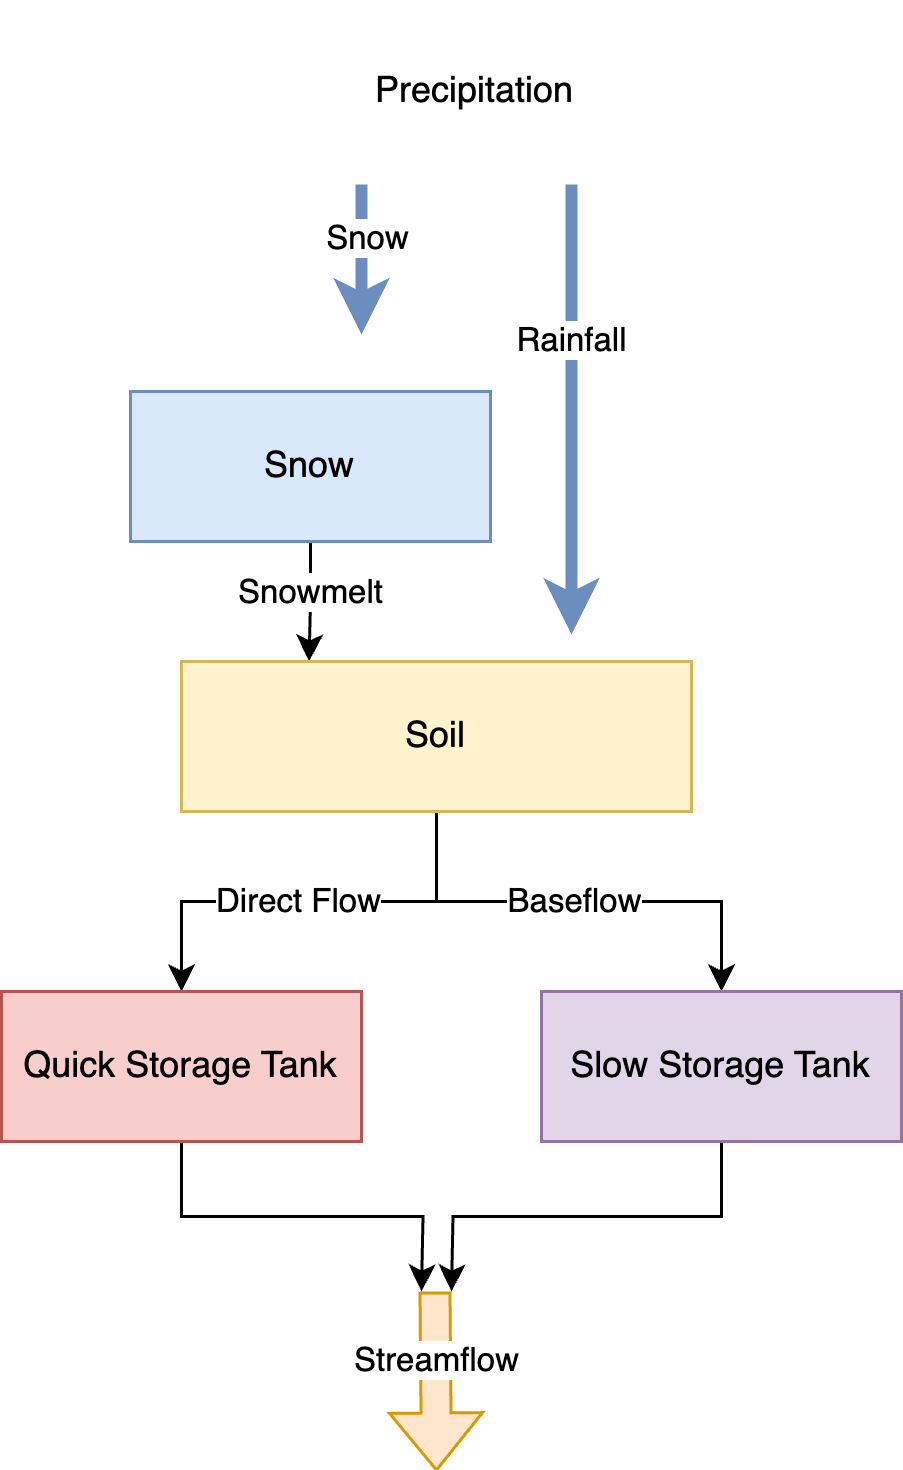 Precipitation
Snow
Rainfall
Snow
Snowmelt
Soil
Direct Flow
Baseflow
Quick Storage Tank
Slow Storage Tank
Streamflow